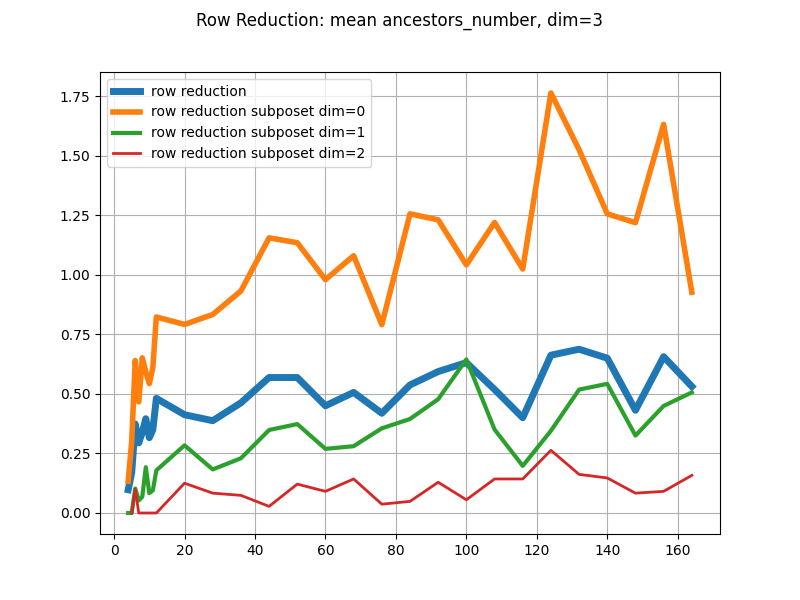 Row Reduction: mean ancestors_number, dim=3
row reduction
row reduction subposet dim=0
row reduction subposet dim=1
row reduction subposet dim=2
1.75
1.50
1.25
1.00
0.75
0.50
0.25
0.00
0 20 40 60 80 100 120 140 160